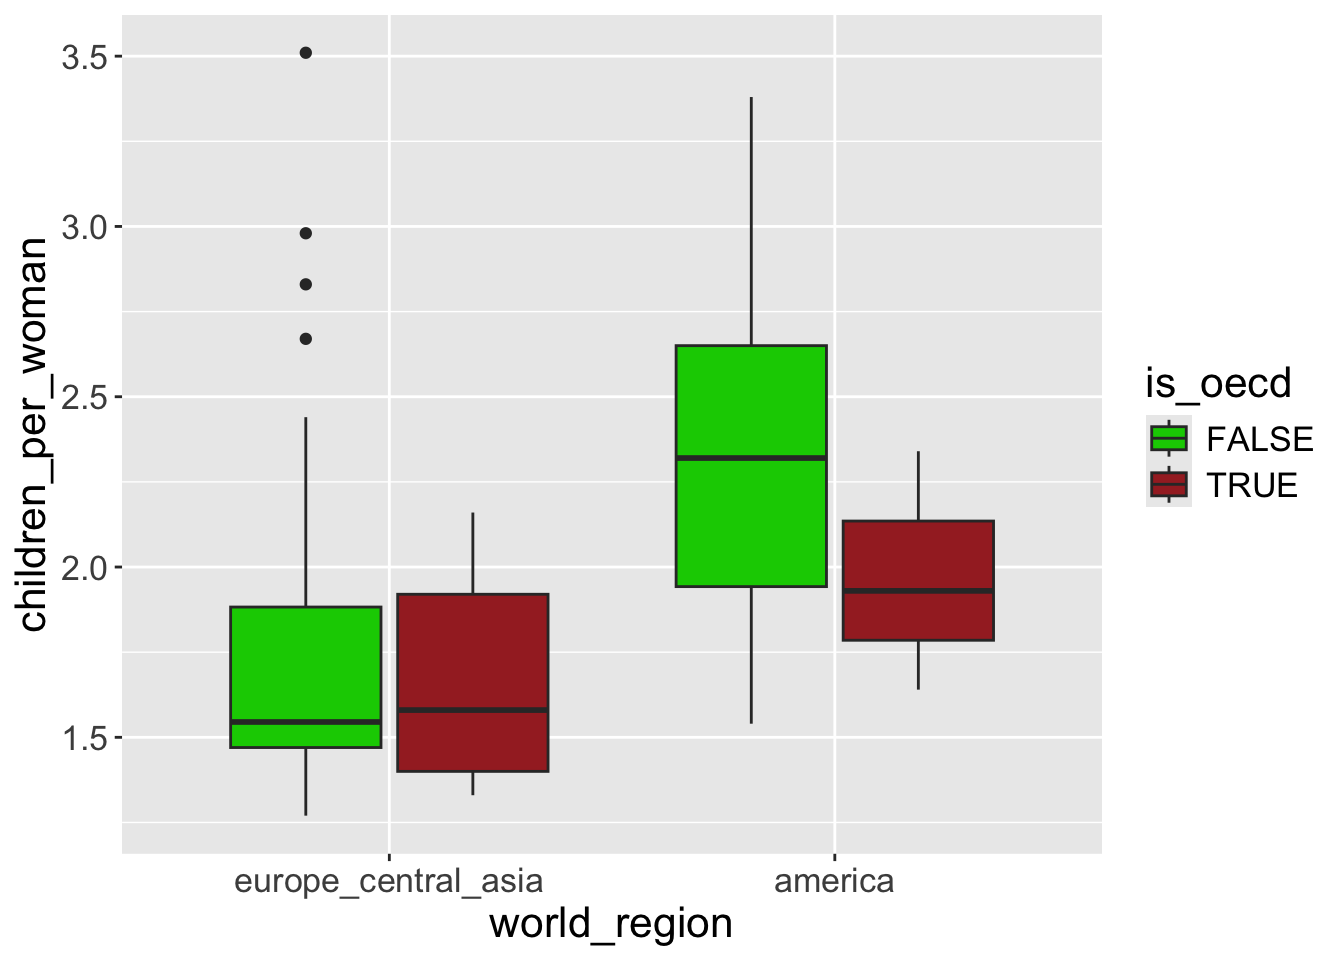 children_per_woman
3.5
3.0
2.5
2.0
1.5
europe_central_asia
america
world_region
is_oecd
FALSE
TRUE